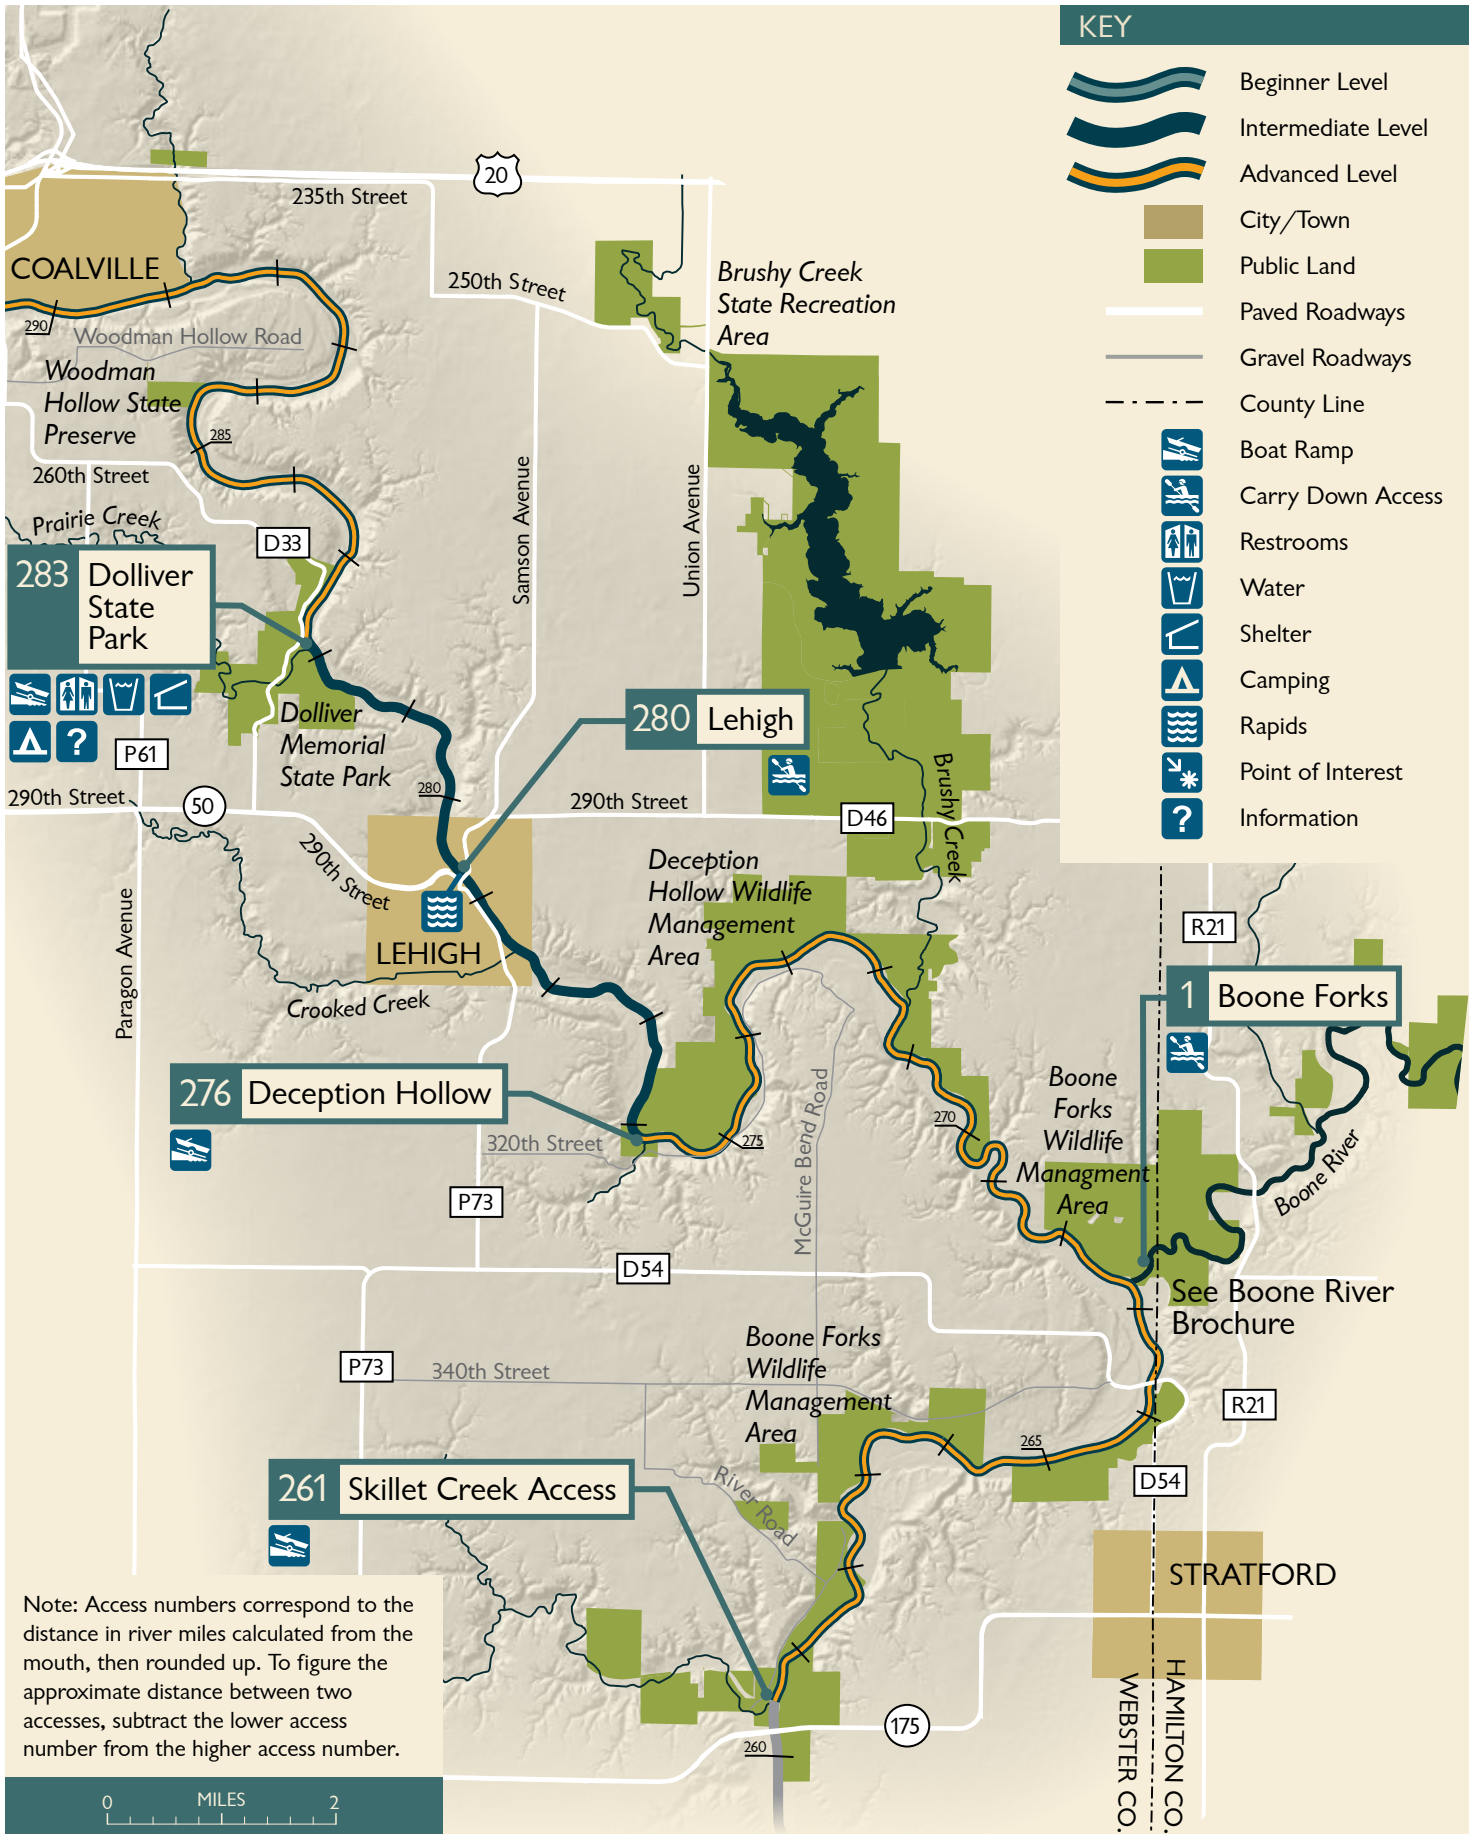 KEY
Beginner Level
Intermediate Level
Advanced Level
City/Town
Public Land
Paved Roadways
Gravel Roadways
County Line
Boat Ramp
Carry Down Access
Restrooms
Water
Shelter
Camping
Rapids
Point of Interest
? Information
20
235th Street
COALVILLE
250th Street
Brushy Creek
State Recreation
Area
290
Woodman Hollow Road
Woodman
Hollow State
Preserve
285
260th Street
Samson Avenue
Union Avenue
Prairie Creek
D33
283 Dolliver
State
Park
?
P61
Dolliver
Memorial
State Park
280 Lehigh
Brushy Creek
280
290th Street
50
290th Street
D46
290th Street
Deception
Hollow Wildlife
Management
Area
LEHIGH
Paragon Avenue
Crooked Creek
R21
1 Boone Forks
276 Deception Hollow
McGuire Bend Road
Boone
Forks
Wildlife
Managment
Area
270
275
320th Street
Boone River
P73
D54
See Boone River
Brochure
Boone Forks
Wildlife
Management
Area
P73
340th Street
R21
265
261 Skillet Creek Access
River Road
D54
STRATFORD
Note: Access numbers correspond to the
distance in river miles calculated from the
mouth, then rounded up. To figure the
approximate distance between two
accesses, subtract the lower access
number from the higher access number.
175
260
WEBSTER CO.
HAMILTON CO.
0 MILES 2